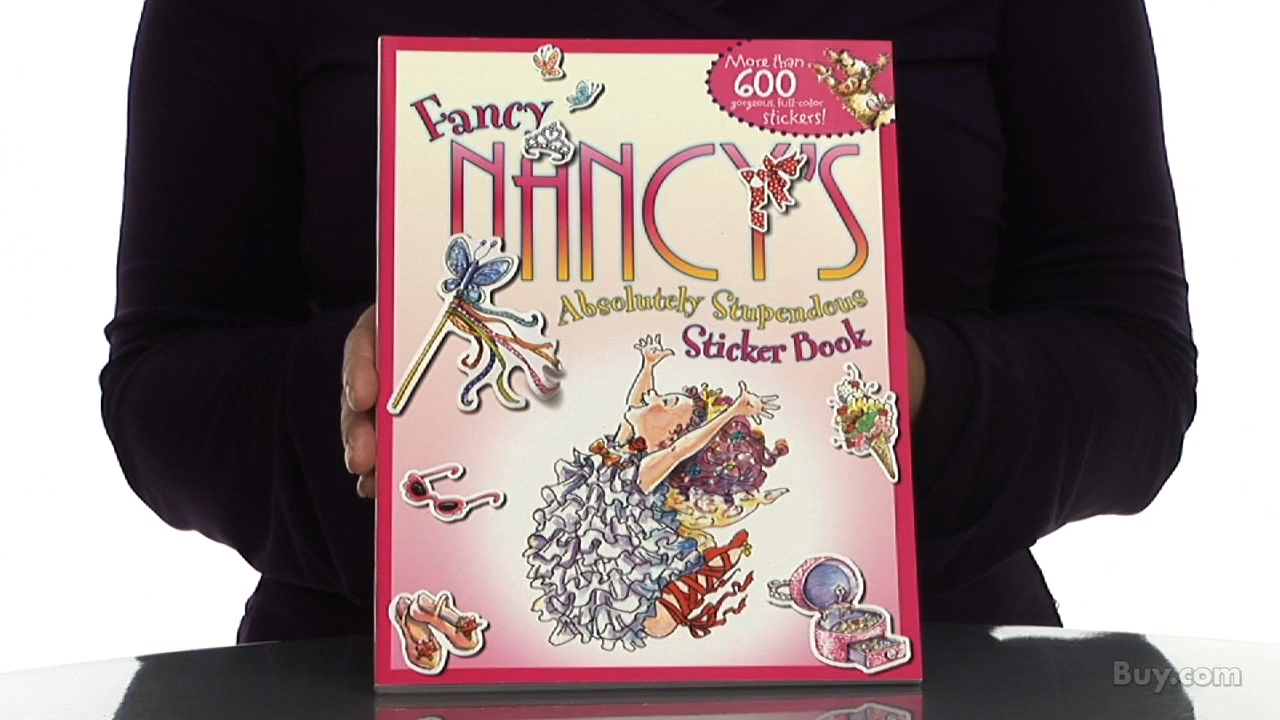 More than
600
gorgeous, full-color
stickers!
Fancy
NANCY'S
Absolutely Stupendous
Sticker Book
Buy.com